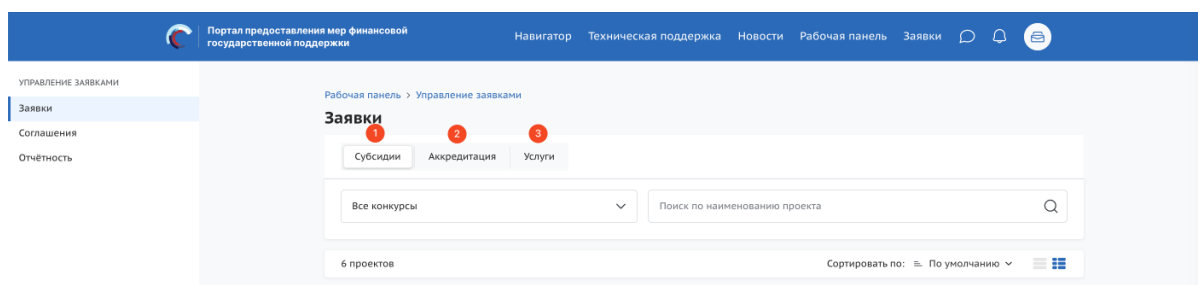 Портал предоставления мер финансовой
государственной поддержки
Навигатор Техническая поддержка Новости Рабочая панель Заявки
УПРАВЛЕНИЕ ЗАЯВКАМИ
Заявки
Соглашения
Отчётность
Рабочая панель > Управление заявками
Заявки
1 2 3
Субсидии Аккредитация Услуги
Все конкурсы Поиск по наименованию проекта
6 проектов Сортировать по: По умолчанию